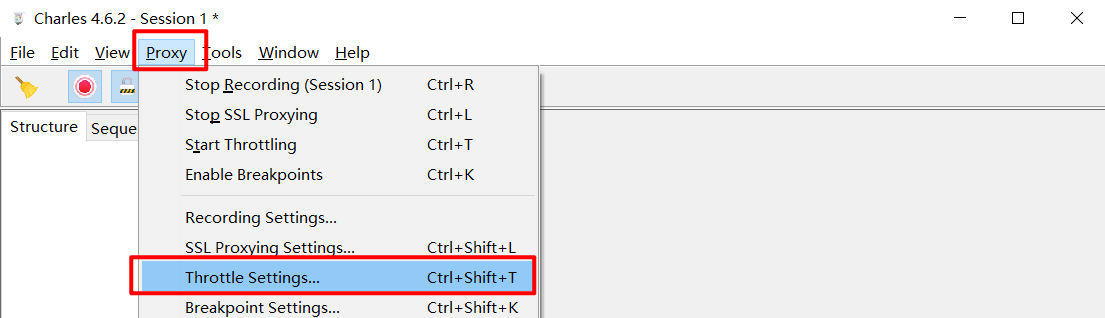 Charles 4.6.2 - Session 1 *
File Edit View Proxy Tools Window Help
Stop Recording (Session 1) Ctrl+R
Stop SSL Proxying Ctrl+L
Start Throttling Ctrl+T
Enable Breakpoints Ctrl+K
Structure Seque
Recording Settings...
SSL Proxying Settings... Ctrl+Shift+L
Throttle Settings... Ctrl+Shift+T
Breakpoint Settings... Ctrl+Shift+K